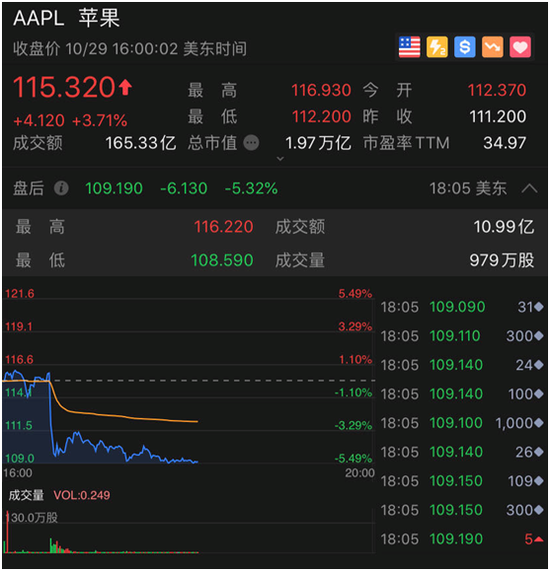 AAPL 苹果
收盘价 10/29 16:00:02 美东时间
115.320 最高 116.930 今开 112.370
+4.120 +3.71% 最低 112.200 昨收 111.200
成交额 165.33亿 总市值 1.97万亿 市盈率TTM 34.97
盘后 109.190 -6.130 -5.32% 18:05 美东
最高 116.220 成交额 10.99亿
最低 108.590 成交量 979万股
121.6 5.49%
119.1 3.29%
116.6 1.10%
114.1 -1.10%
111.5 -3.29%
109.0 -5.49%
16:00 20:00
成交量 VOL:0.249
130.0万股
18:05 109.090 31
18:05 109.110 300
18:05 109.140 24
18:05 109.140 100
18:05 109.100 1,000
18:05 109.140 26
18:05 109.150 109
18:05 109.150 300
18:05 109.190 5